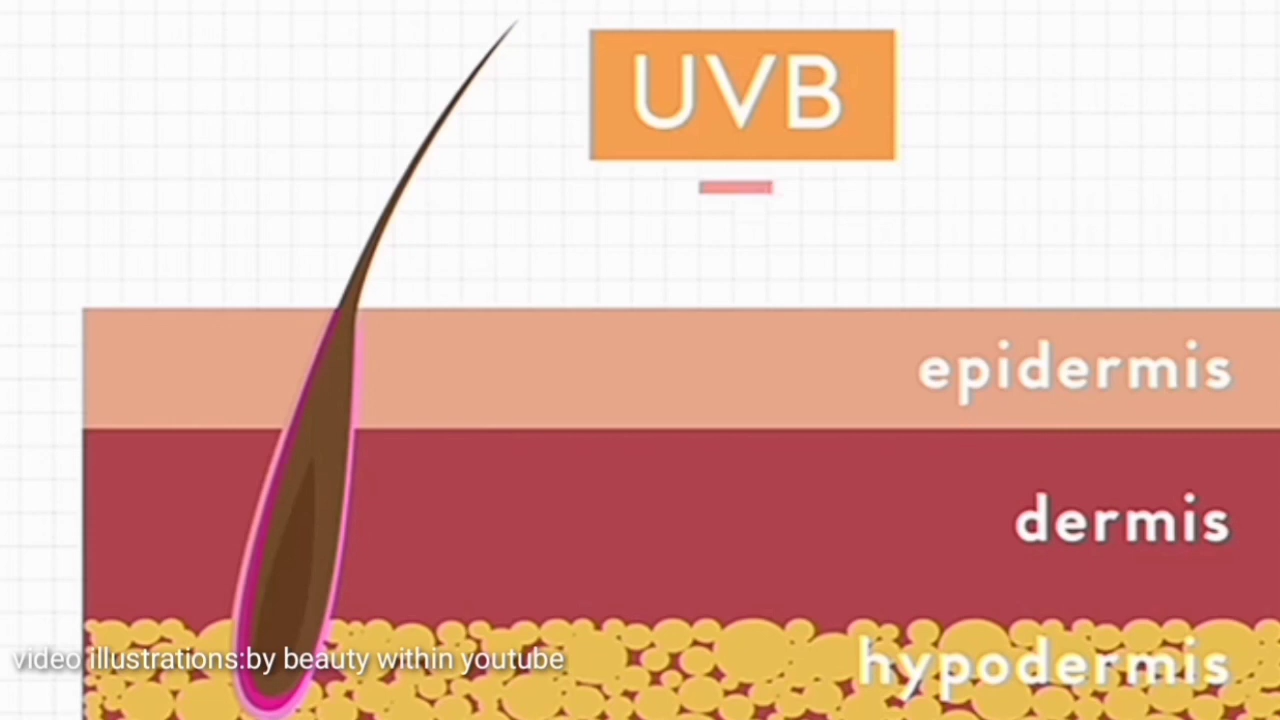 UVB
epidermis
dermis
hypodermis
video illustrations:by beauty within youtube